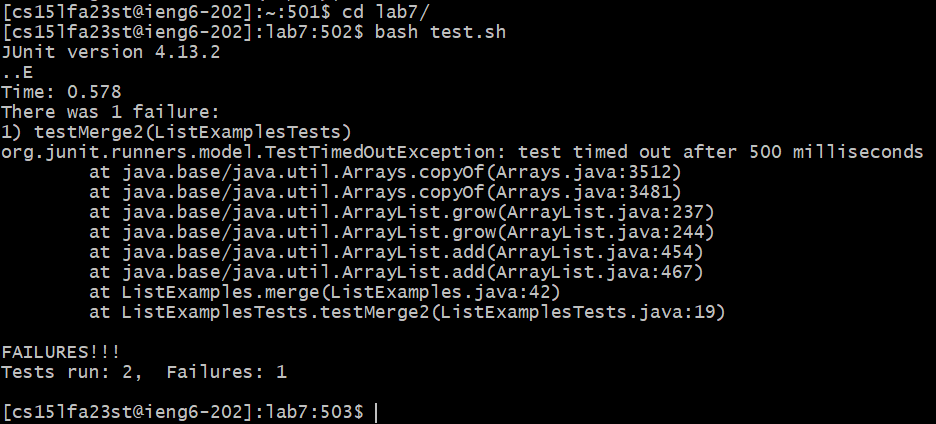 [cs15lfa23st@ieng6-202]:~:501$ cd lab7/
[cs15lfa23st@ieng6-202]:lab7:502$ bash test.sh
JUnit version 4.13.2
..E
Time: 0.578
There was 1 failure:
1) testMerge2(ListExamplesTests)
org.junit.runners.model.TestTimedOutException: test timed out after 500 milliseconds
        at java.base/java.util.Arrays.copyOf(Arrays.java:3512)
        at java.base/java.util.Arrays.copyOf(Arrays.java:3481)
        at java.base/java.util.ArrayList.grow(ArrayList.java:237)
        at java.base/java.util.ArrayList.grow(ArrayList.java:244)
        at java.base/java.util.ArrayList.add(ArrayList.java:454)
        at java.base/java.util.ArrayList.add(ArrayList.java:467)
        at ListExamples.merge(ListExamples.java:42)
        at ListExamplesTests.testMerge2(ListExamplesTests.java:19)

FAILURES!!!
Tests run: 2,  Failures: 1

[cs15lfa23st@ieng6-202]:lab7:503$